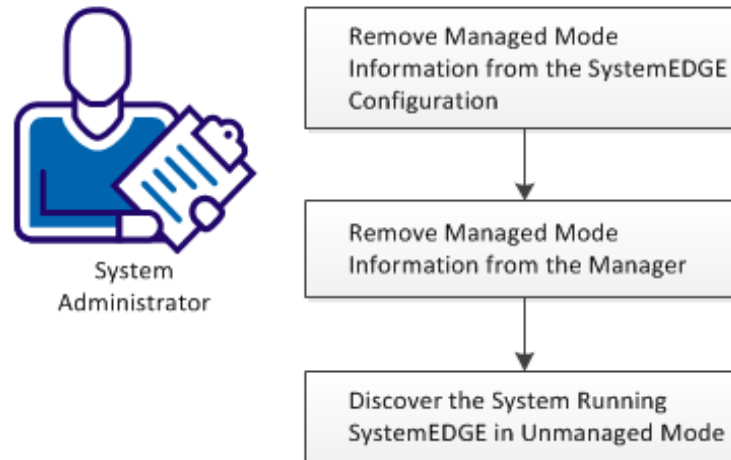 Remove Managed Mode
Information from the SystemEDGE
Configuration
Remove Managed Mode
Information from the Manager
System
Administrator
Discover the System Running
SystemEDGE in Unmanaged Mode